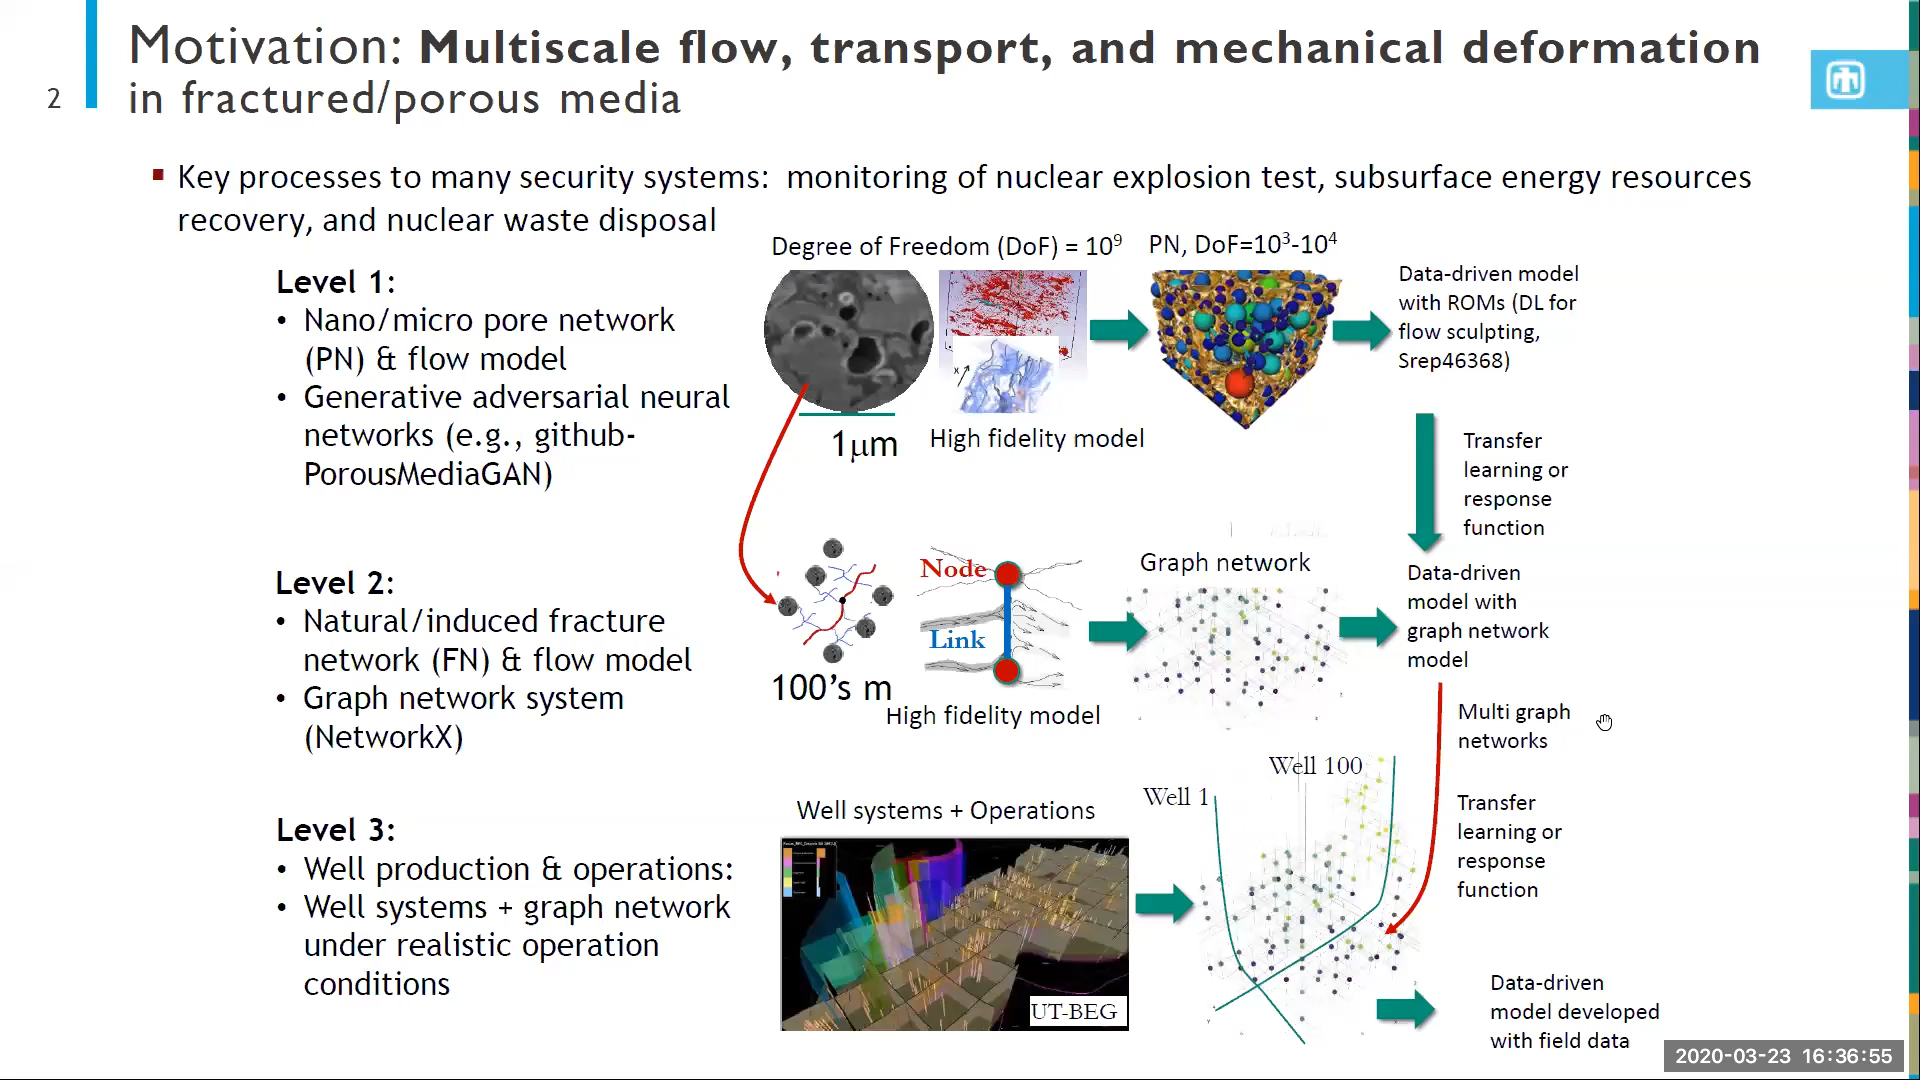 Motivation: Multiscale flow, transport, and mechanical deformation
in fractured/porous media
2
▪ Key processes to many security systems: monitoring of nuclear explosion test, subsurface energy resources
recovery, and nuclear waste disposal
Degree of Freedom (DoF) = 10⁹
PN, DoF=10³-10⁴
Level 1:
• Nano/micro pore network
(PN) & flow model
• Generative adversarial neural
networks (e.g., github-
PorousMediaGAN)
1μm
High fidelity model
x
Data-driven model
with ROMs (DL for
flow sculpting,
Srep46368)
Transfer
learning or
response
function
Level 2:
• Natural/induced fracture
network (FN) & flow model
• Graph network system
(NetworkX)
100's m
Node
Link
High fidelity model
Graph network
Data-driven
model with
graph network
model
Multi graph
networks
Transfer
learning or
response
function
Level 3:
• Well production & operations:
• Well systems + graph network
under realistic operation
conditions
Well systems + Operations
UT-BEG
Well 1
Well 100
Data-driven
model developed
with field data
2020-03-23 16:36:55